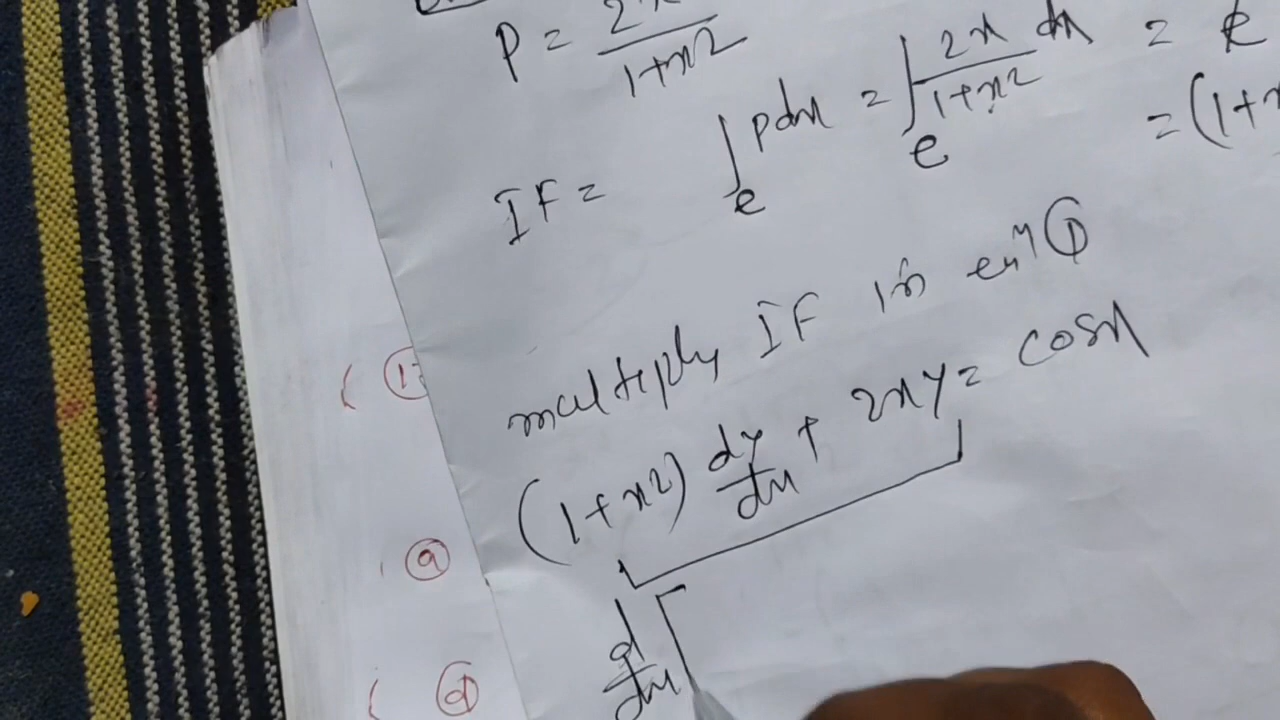 P = 2x/1+x2
IF = ∫e Pdx = ∫e 2x/1+x2 dx = e
= (1+x
multiply IF in eqn ①
(1+x2) dy/dx + 2xy = cosx
d/dx [
(
a
( d